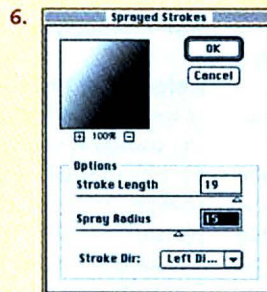 6.
Sprayed Strokes
OK
Cancel
100%
Options
Stroke Length 19
Spray Radius 15
Stroke Dir: Left Di...